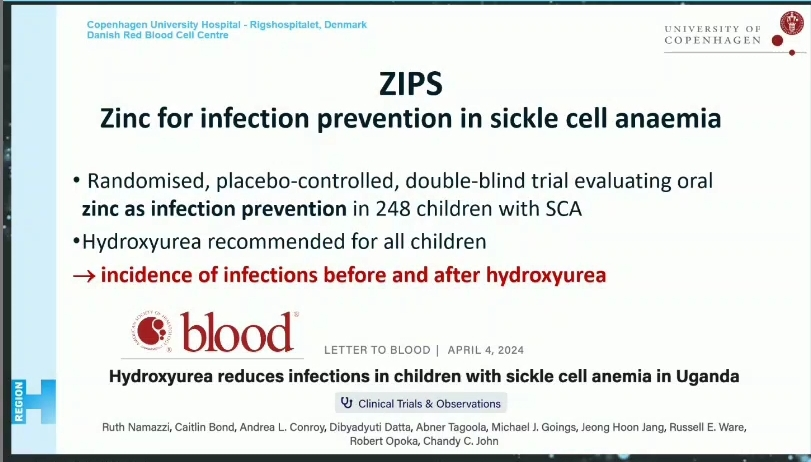 Copenhagen University Hospital - Rigshospitalet, Denmark
Danish Red Blood Cell Centre
UNIVERSITY OF
COPENHAGEN
ZIPS
Zinc for infection prevention in sickle cell anaemia
• Randomised, placebo-controlled, double-blind trial evaluating oral
zinc as infection prevention in 248 children with SCA
•Hydroxyurea recommended for all children
→ incidence of infections before and after hydroxyurea
blood®
LETTER TO BLOOD | APRIL 4, 2024
Hydroxyurea reduces infections in children with sickle cell anemia in Uganda
Clinical Trials & Observations
Ruth Namazzi, Caitlin Bond, Andrea L. Conroy, Dibyadyuti Datta, Abner Tagoola, Michael J. Goings, Jeong Hoon Jang, Russell E. Ware,
Robert Opoka, Chandy C. John
REGION
H